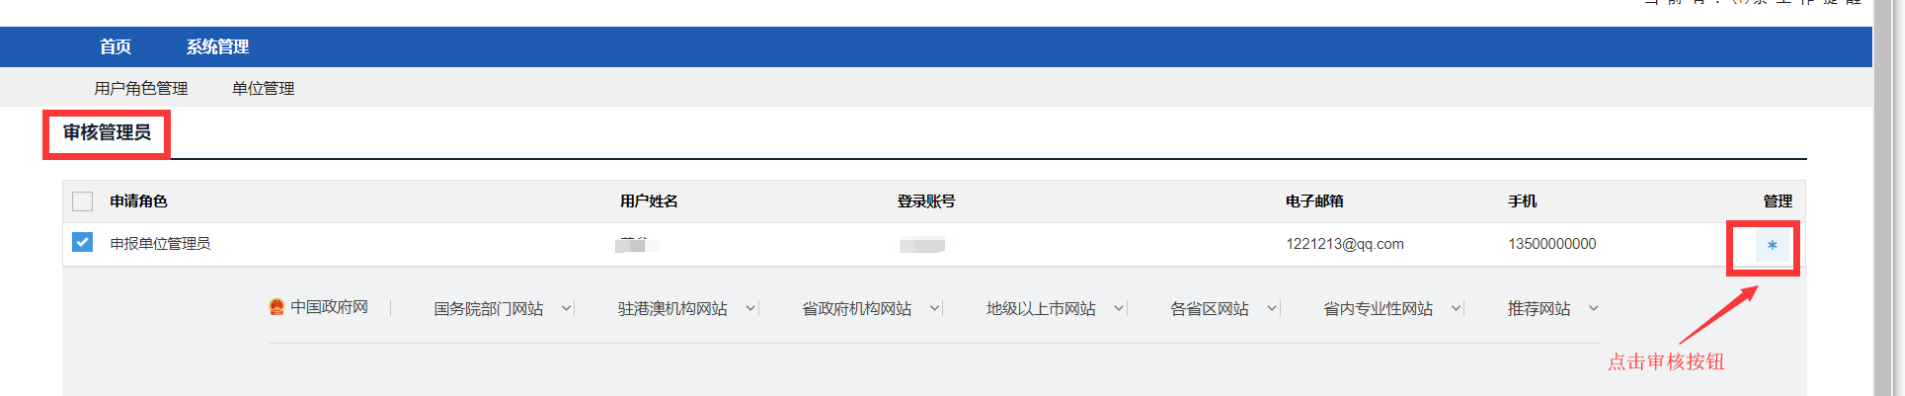 首页 系统管理
用户角色管理 单位管理
审核管理员
申请角色 用户姓名 登录账号 电子邮箱 手机 管理
申报单位管理员 1221213@qq.com 13500000000
中国政府网 国务院部门网站 驻港澳机构网站 省政府机构网站 地级以上市网站 各省区网站 省内专业性网站 推荐网站
点击审核按钮